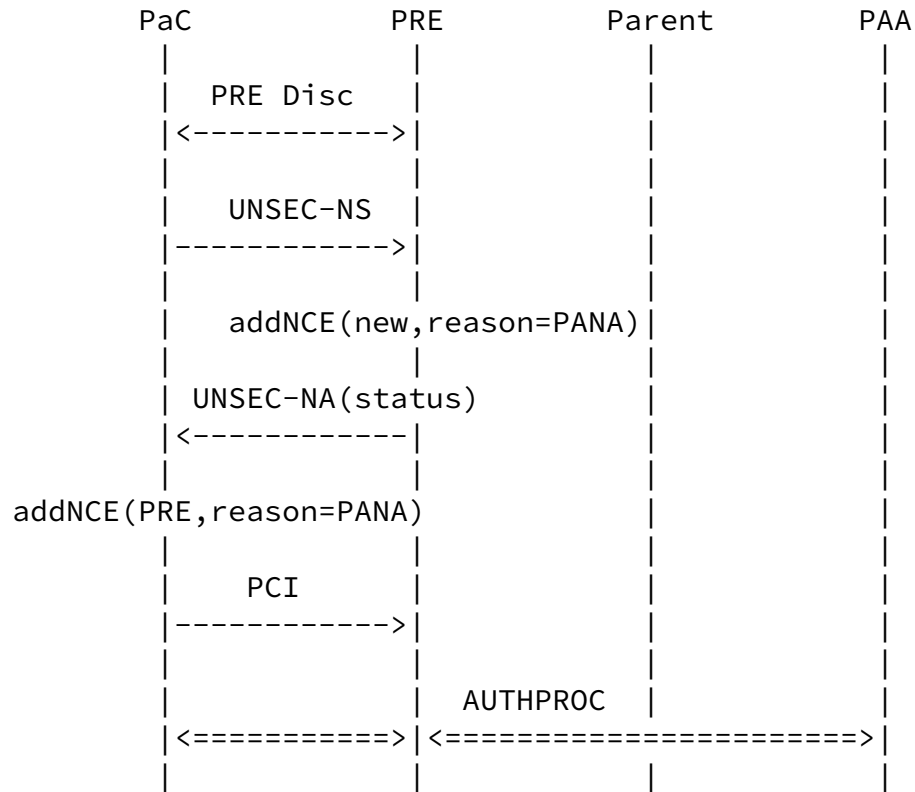 PaC PRE Parent PAA
PRE Disc
<----------->
UNSEC-NS
------------>
addNCE(new,reason=PANA)
UNSEC-NA(status)
<------------
addNCE(PRE,reason=PANA)
PCI
------------>
AUTHPROC
<===========> <=======================>